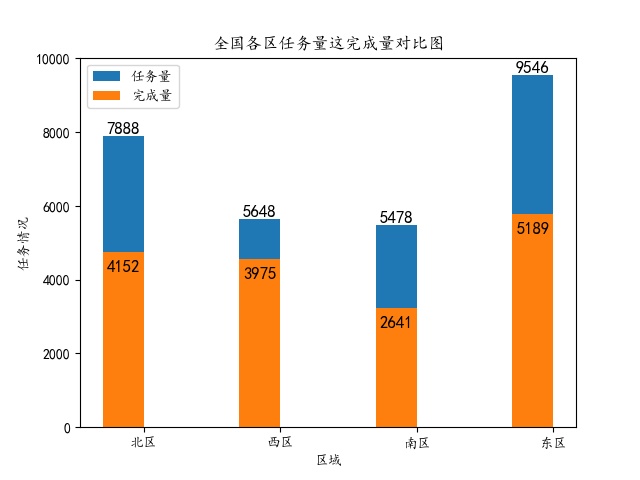 全国各区任务量这完成量对比图
任务量
完成量
10000
8000
6000
4000
2000
0
任务情况
7888
4152
5648
3975
5478
2641
9546
5189
北区
西区
南区
东区
区域